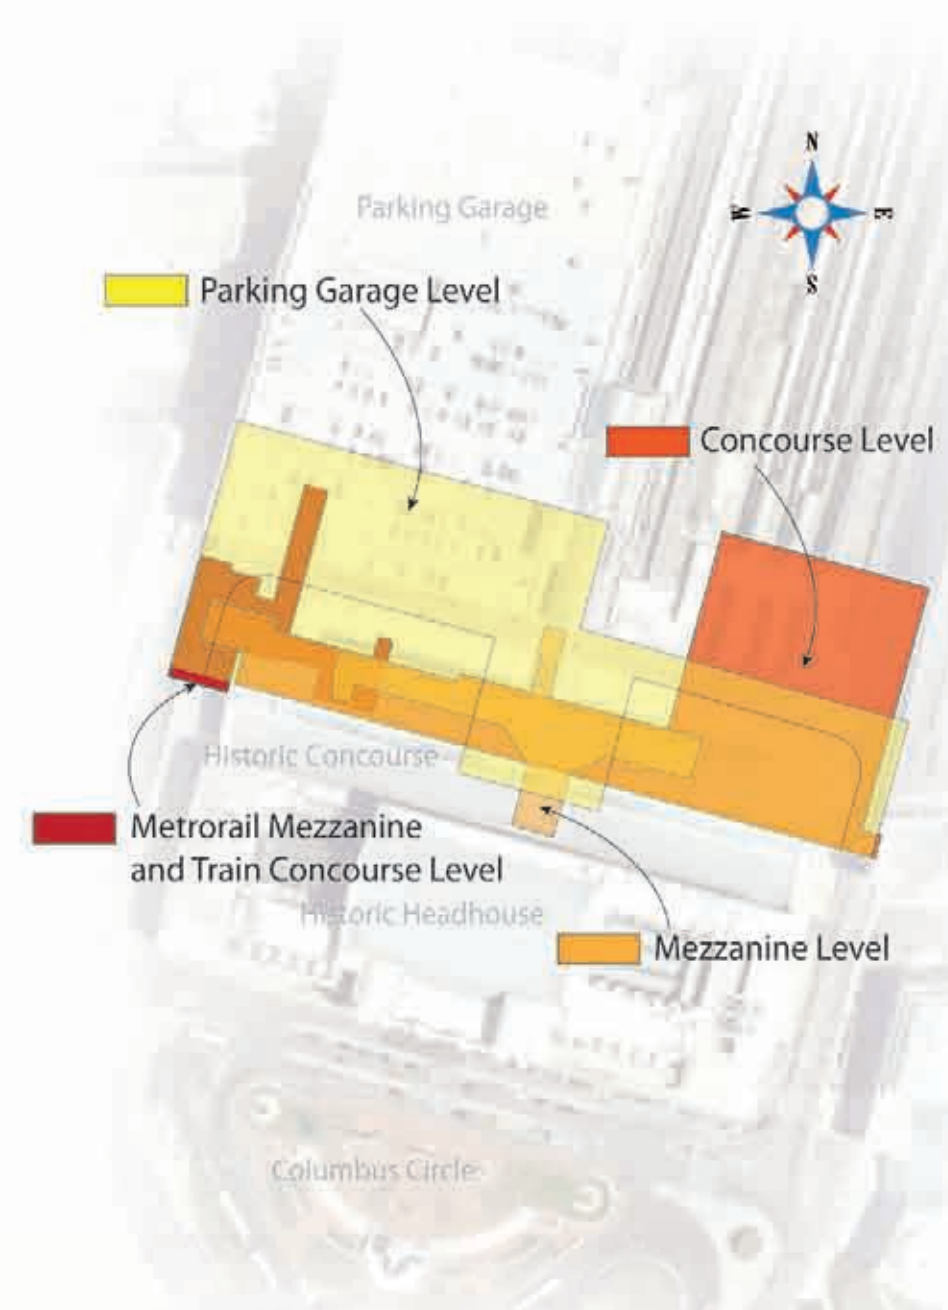 N
W
E
S
Parking Garage
Parking Garage Level
Concourse Level
Historic Concourse
Metrorail Mezzanine
and Train Concourse Level
Historic Headhouse
Mezzanine Level
Columbus Circle